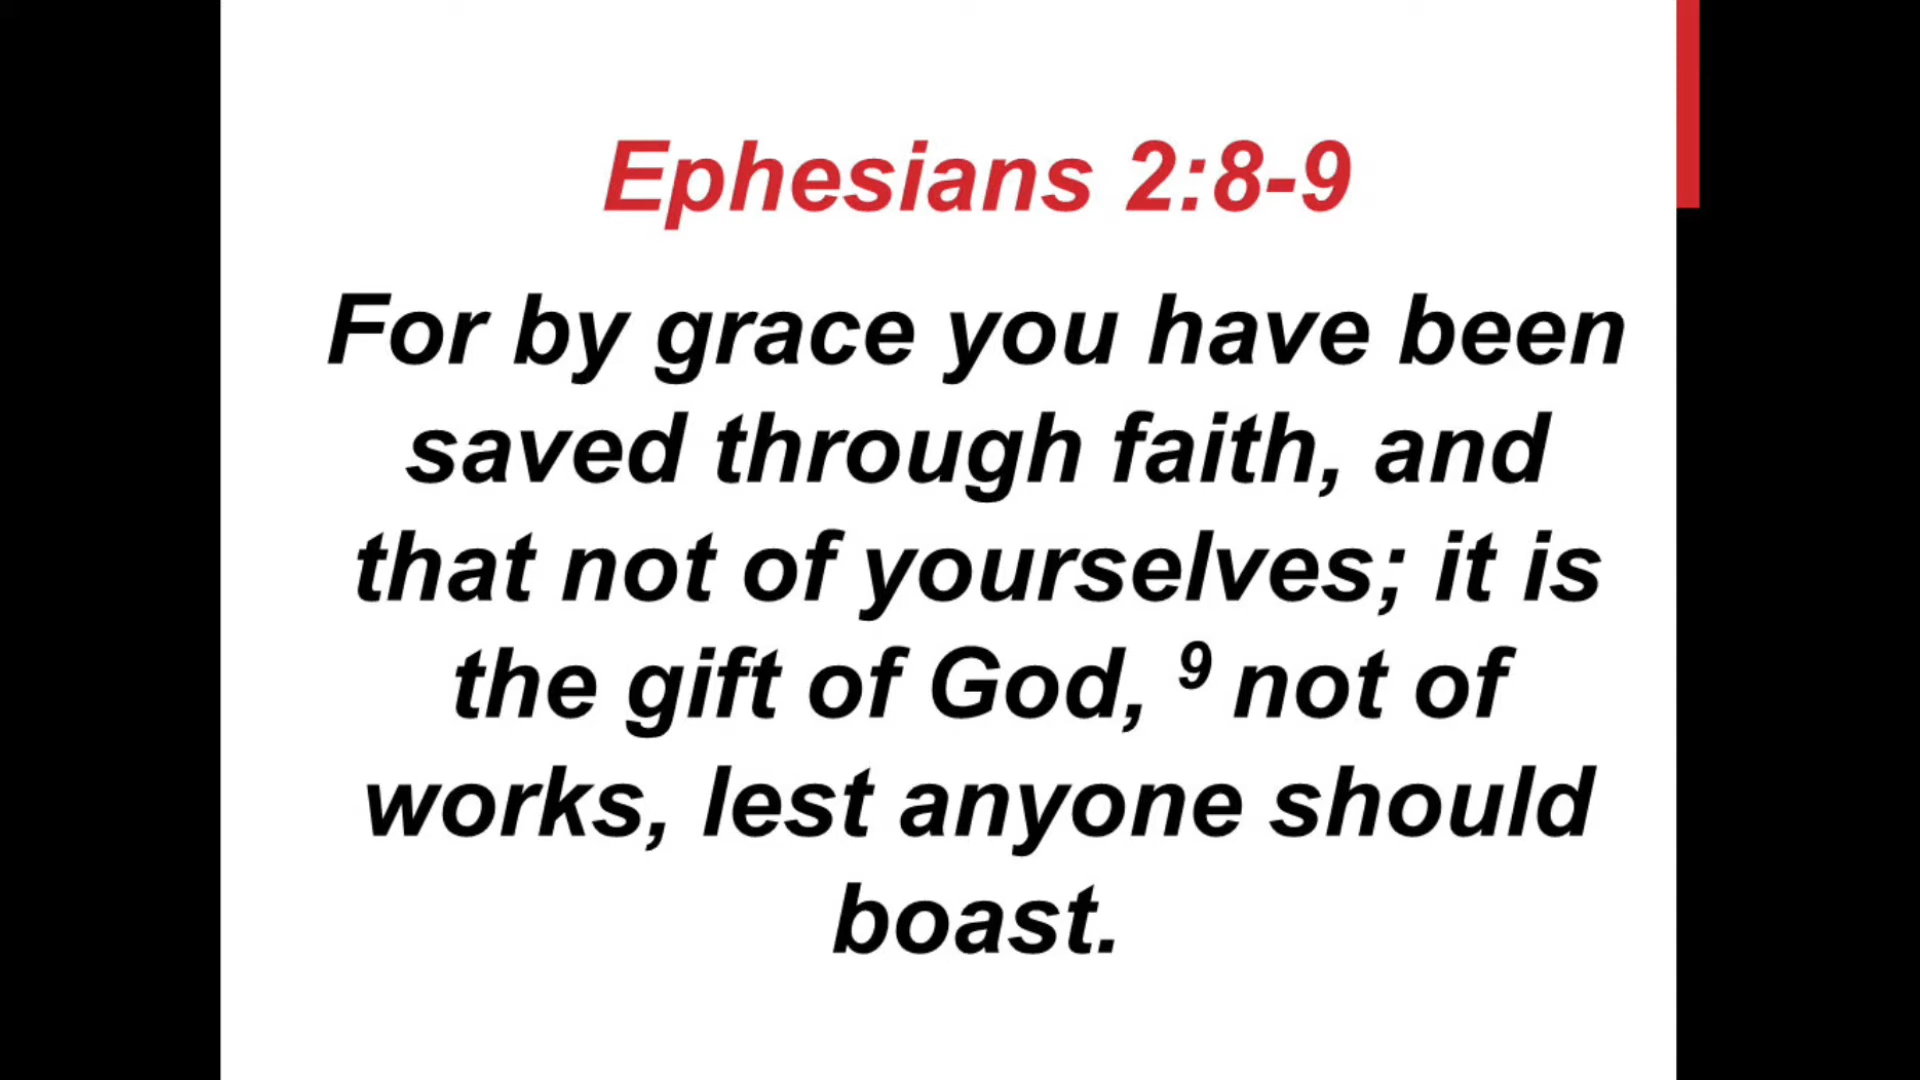 Ephesians 2:8-9
For by grace you have been
saved through faith, and
that not of yourselves; it is
the gift of God, 9 not of
works, lest anyone should
boast.